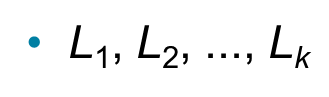 • L₁, L₂, ..., Lₖ